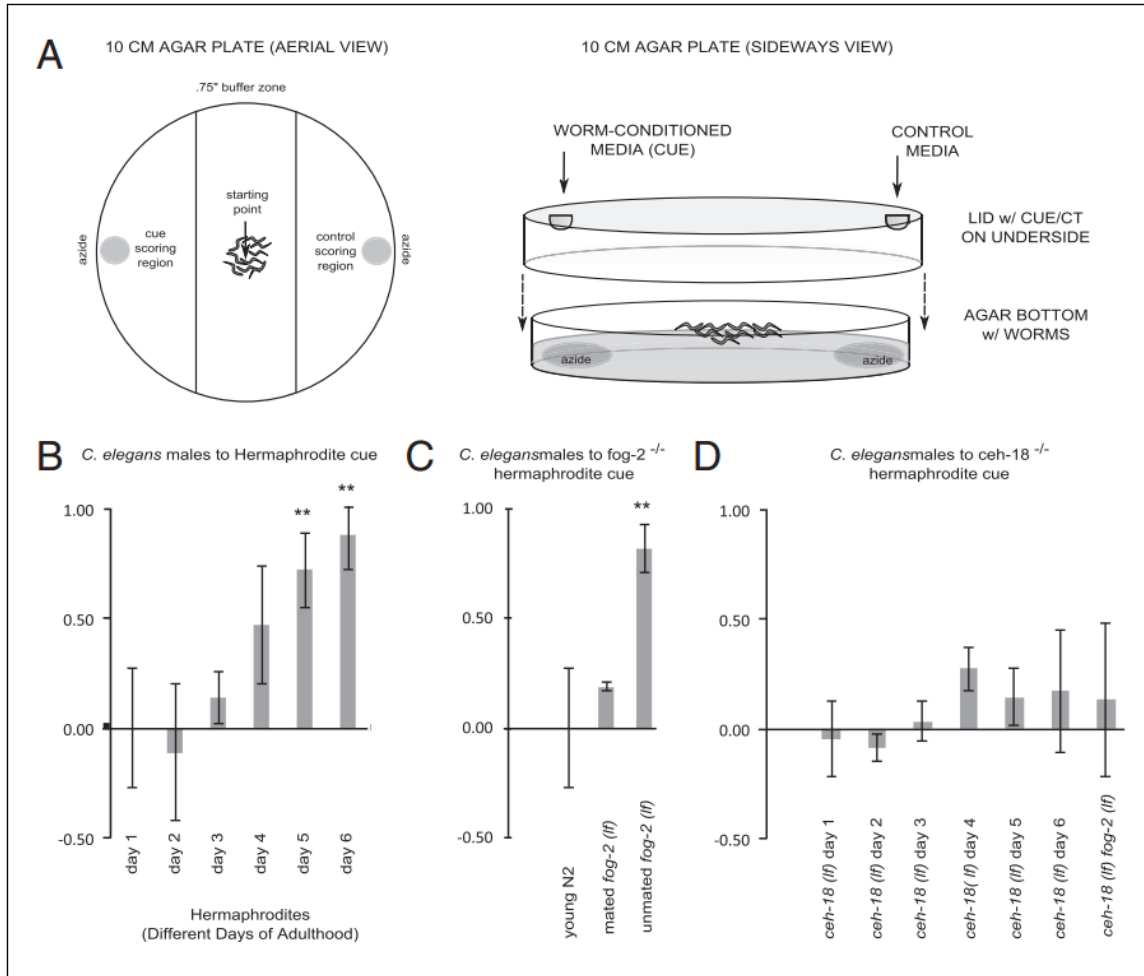 A
10 CM AGAR PLATE (AERIAL VIEW)
.75" buffer zone
starting
point
cue
scoring
region
control
scoring
region
azide
azide
10 CM AGAR PLATE (SIDEWAYS VIEW)
WORM-CONDITIONED
MEDIA (CUE)
CONTROL
MEDIA
LID w/ CUE/CT
ON UNDERSIDE
AGAR BOTTOM
w/ WORMS
azide
azide
B
C. elegans males to Hermaphrodite cue
**
**
1.00
0.50
0.00
-0.50
day 1
day 2
day 3
day 4
day 5
day 6
Hermaphrodites
(Different Days of Adulthood)
C
C. elegansmales to fog-2 -/-
hermaphrodite cue
**
1.00
0.50
0.00
-0.50
young N2
mated fog-2 (lf)
unmated fog-2 (lf)
D
C. elegansmales to ceh-18 -/-
hermaphrodite cue
1.00
0.50
0.00
-0.50
ceh-18 (lf) day 1
ceh-18 (lf) day 2
ceh-18 (lf) day 3
ceh-18( lf) day 4
ceh-18 (lf) day 5
ceh-18 (lf) day 6
ceh-18 (lf) fog-2 (lf)